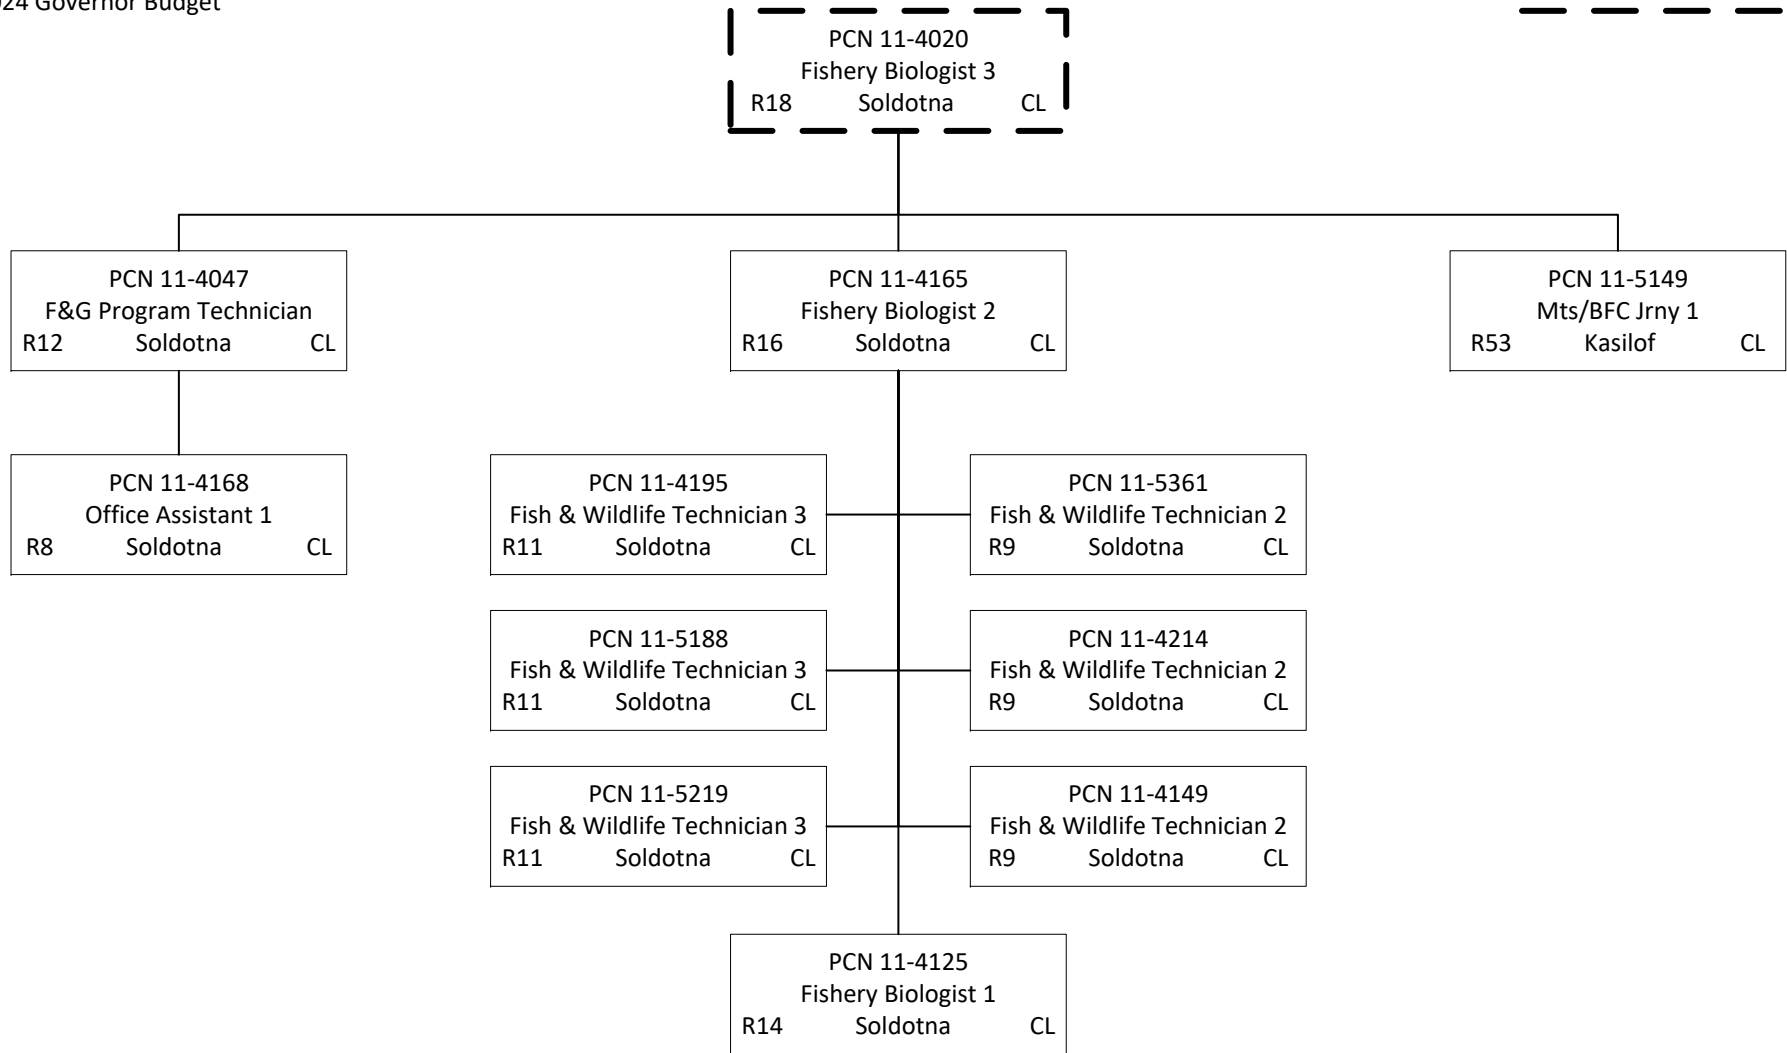 Governor Budget
PCN 11-4020
Fishery Biologist 3
R18 Soldotna CL
PCN 11-4047
F&G Program Technician
R12 Soldotna CL
PCN 11-4165
Fishery Biologist 2
R16 Soldotna CL
PCN 11-5149
Mts/BFC Jrny 1
R53 Kasilof CL
PCN 11-4168
Office Assistant 1
R8 Soldotna CL
PCN 11-4195
Fish & Wildlife Technician 3
R11 Soldotna CL
PCN 11-5361
Fish & Wildlife Technician 2
R9 Soldotna CL
PCN 11-5188
Fish & Wildlife Technician 3
R11 Soldotna CL
PCN 11-4214
Fish & Wildlife Technician 2
R9 Soldotna CL
PCN 11-5219
Fish & Wildlife Technician 3
R11 Soldotna CL
PCN 11-4149
Fish & Wildlife Technician 2
R9 Soldotna CL
PCN 11-4125
Fishery Biologist 1
R14 Soldotna CL